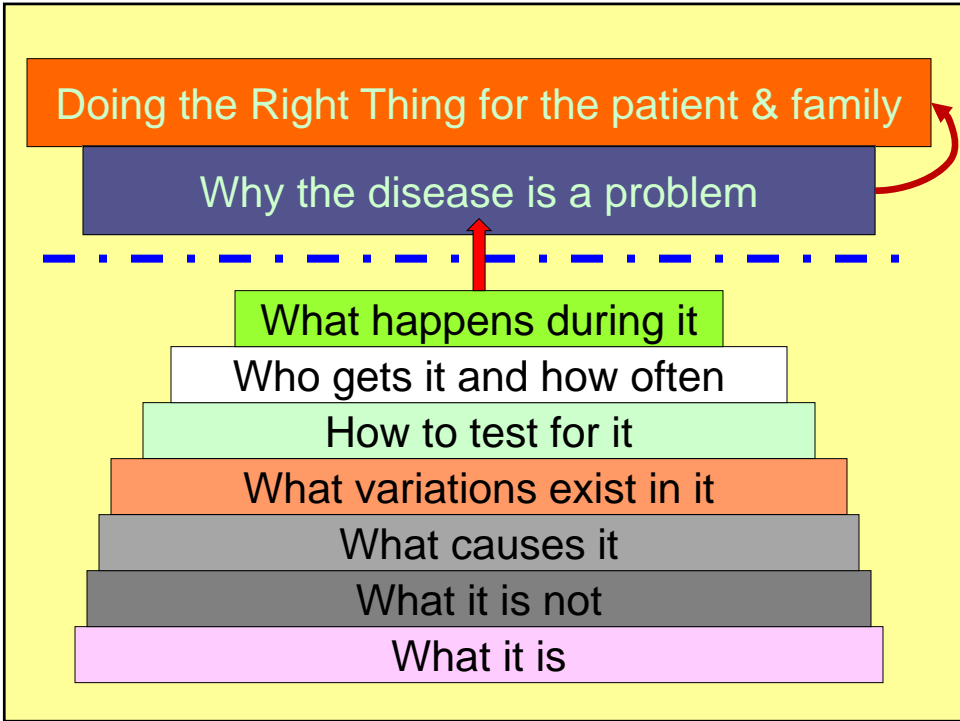 Doing the Right Thing for the patient & family
Why the disease is a problem
What happens during it
Who gets it and how often
How to test for it
What variations exist in it
What causes it
What it is not
What it is